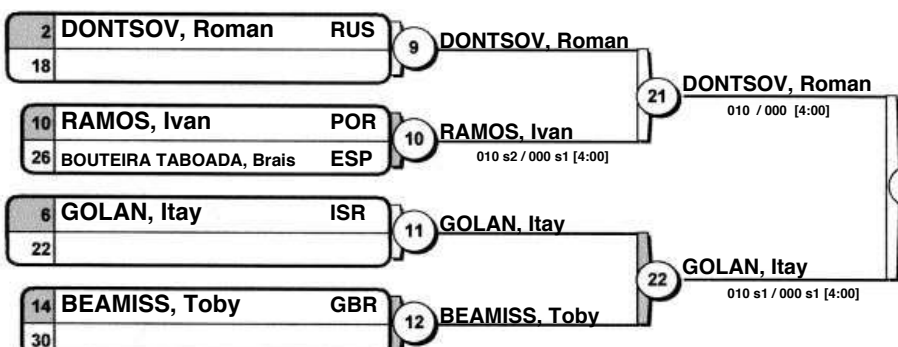 2 DONTSOV, Roman RUS
18
9 DONTSOV, Roman
21 DONTSOV, Roman
010 / 000 [4:00]
10 RAMOS, Ivan POR
26 BOUTEIRA TABOADA, Brais ESP
10 RAMOS, Ivan
010 s2 / 000 s1 [4:00]
6 GOLAN, Itay ISR
22
11 GOLAN, Itay
22 GOLAN, Itay
010 s1 / 000 s1 [4:00]
14 BEAMISS, Toby GBR
30
12 BEAMISS, Toby